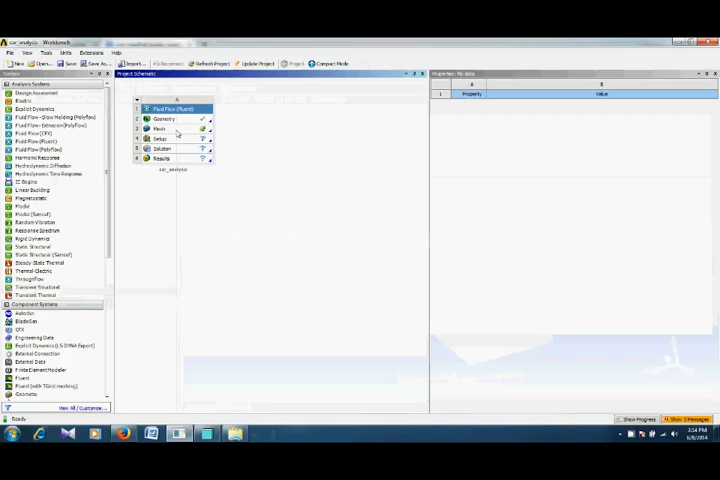 car_analysis - Workbench
File View Tools Units Extensions Help
New Open... Save Save As... Import... Reconnect Refresh Project Update Project Project Compact Mode
Toolbox
Project Schematic
Properties: No data
Analysis Systems
Design Assessment
Electric
Explicit Dynamics
Fluid Flow - Blow Molding (Polyflow)
Fluid Flow - Extrusion (Polyflow)
Fluid Flow (CFX)
Fluid Flow (Fluent)
Fluid Flow (Polyflow)
Harmonic Response
Hydrodynamic Diffraction
Hydrodynamic Time Response
IC Engine
Linear Buckling
Magnetostatic
Modal
Modal (Samcef)
Random Vibration
Response Spectrum
Rigid Dynamics
Static Structural
Static Structural (Samcef)
Steady-State Thermal
Thermal-Electric
Throughflow
Transient Structural
Transient Thermal
Component Systems
Autodyn
BladeGen
CFX
Engineering Data
Explicit Dynamics (LS-DYNA Export)
External Connection
External Data
Finite Element Modeler
Fluent
Fluent (with TGrid meshing)
Geometry
View All / Customize...
A
1 Fluid Flow (Fluent)
2 Geometry
3 Mesh
4 Setup
5 Solution
6 Results
car_analysis
A B
1 Property Value
Ready
Show Progress
Show 5 Messages
3:14 PM
6/8/2014